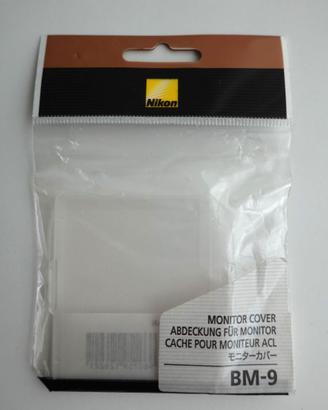 Nikon
MONITOR COVER
ABDECKUNG FÜR MONITOR
CACHE POUR MONITEUR ACL
モニターカバー
BM-9